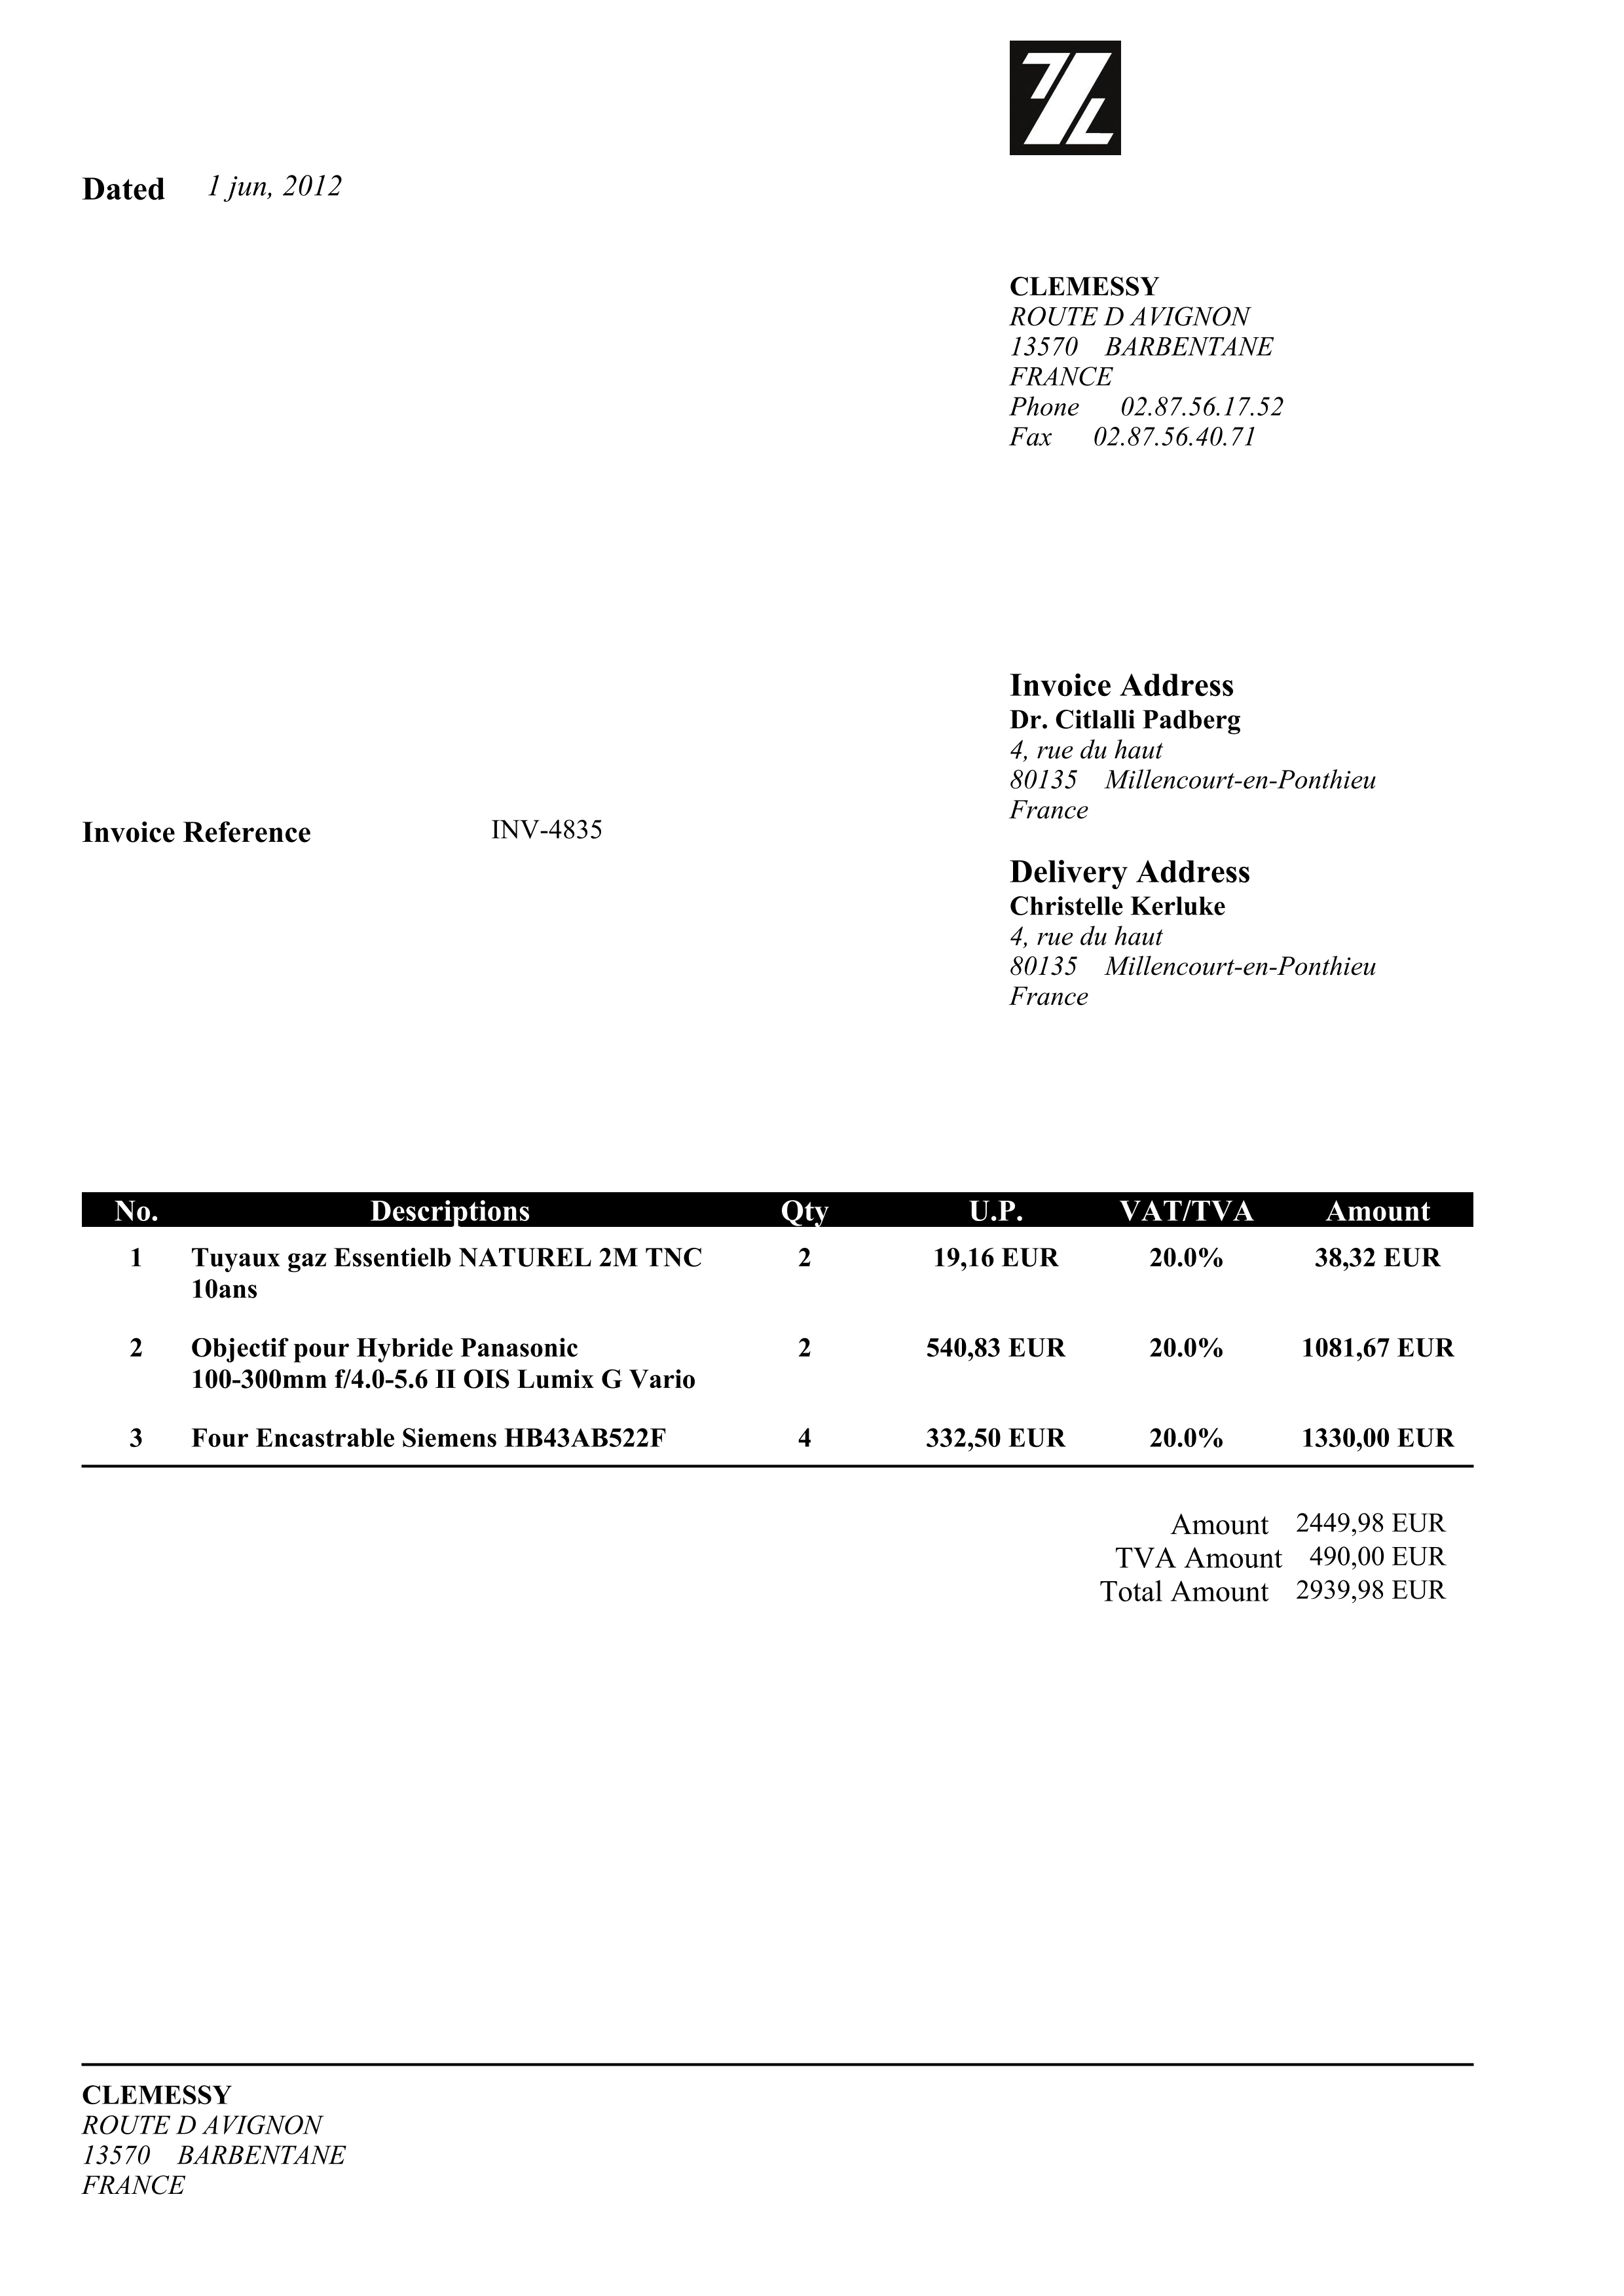 Dated 1 jun, 2012
CLEMESSY
ROUTE D AVIGNON
13570 BARBENTANE
FRANCE
Phone 02.87.56.17.52
Fax 02.87.56.40.71
Invoice Address
Dr. Citlalli Padberg
4, rue du haut
80135 Millencourt-en-Ponthieu
France
Invoice Reference INV-4835
Delivery Address
Christelle Kerluke
4, rue du haut
80135 Millencourt-en-Ponthieu
France
No. Descriptions Qty U.P. VAT/TVA Amount
1 Tuyaux gaz Essentielb NATUREL 2M TNC 2 19,16 EUR 20.0% 38,32 EUR
10ans
2 Objectif pour Hybride Panasonic 2 540,83 EUR 20.0% 1081,67 EUR
100-300mm f/4.0-5.6 II OIS Lumix G Vario
3 Four Encastrable Siemens HB43AB522F 4 332,50 EUR 20.0% 1330,00 EUR
Amount 2449,98 EUR
TVA Amount 490,00 EUR
Total Amount 2939,98 EUR
CLEMESSY
ROUTE D AVIGNON
13570 BARBENTANE
FRANCE